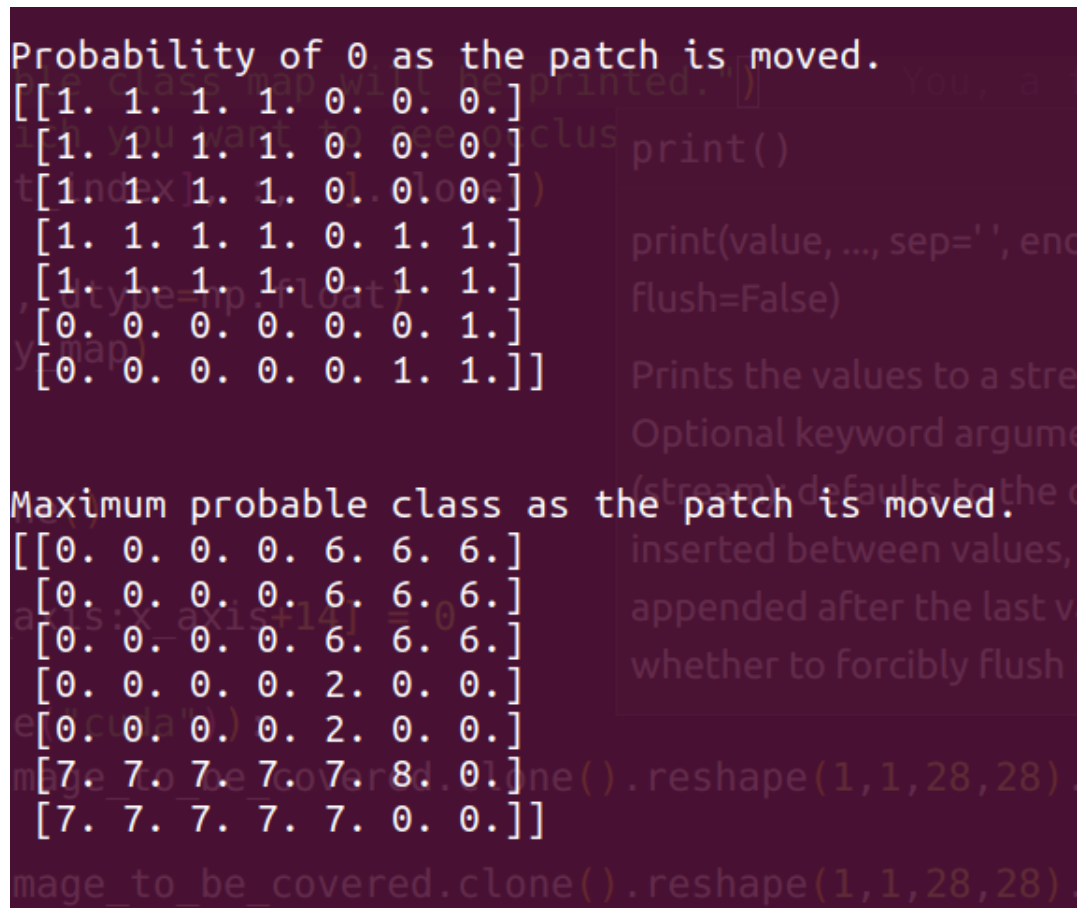 Probability of 0 as the patch is moved.
[[1. 1. 1. 1. 0. 0. 0.]
[1. 1. 1. 1. 0. 0. 0.]
[1. 1. 1. 1. 0. 0. 0.]
[1. 1. 1. 1. 0. 1. 1.]
[1. 1. 1. 1. 0. 1. 1.]
[0. 0. 0. 0. 0. 0. 1.]
[0. 0. 0. 0. 0. 1. 1.]]
Maximum probable class as the patch is moved.
[[0. 0. 0. 0. 6. 6. 6.]
[0. 0. 0. 0. 6. 6. 6.]
[0. 0. 0. 0. 6. 6. 6.]
[0. 0. 0. 0. 2. 0. 0.]
[0. 0. 0. 0. 2. 0. 0.]
[7. 7. 7. 7. 7. 8. 0.]
[7. 7. 7. 7. 7. 0. 0.]]
print()
print(value, ..., sep=' ',
flush=False)
Prints the values to a
Optional keyword
(stream); defaults to the
inserted between values,
appended after the last
whether to forcibly flush
mage_to_be_covered.clone().reshape(1,1,28,28).
mage_to_be_covered.clone().reshape(1,1,28,28).